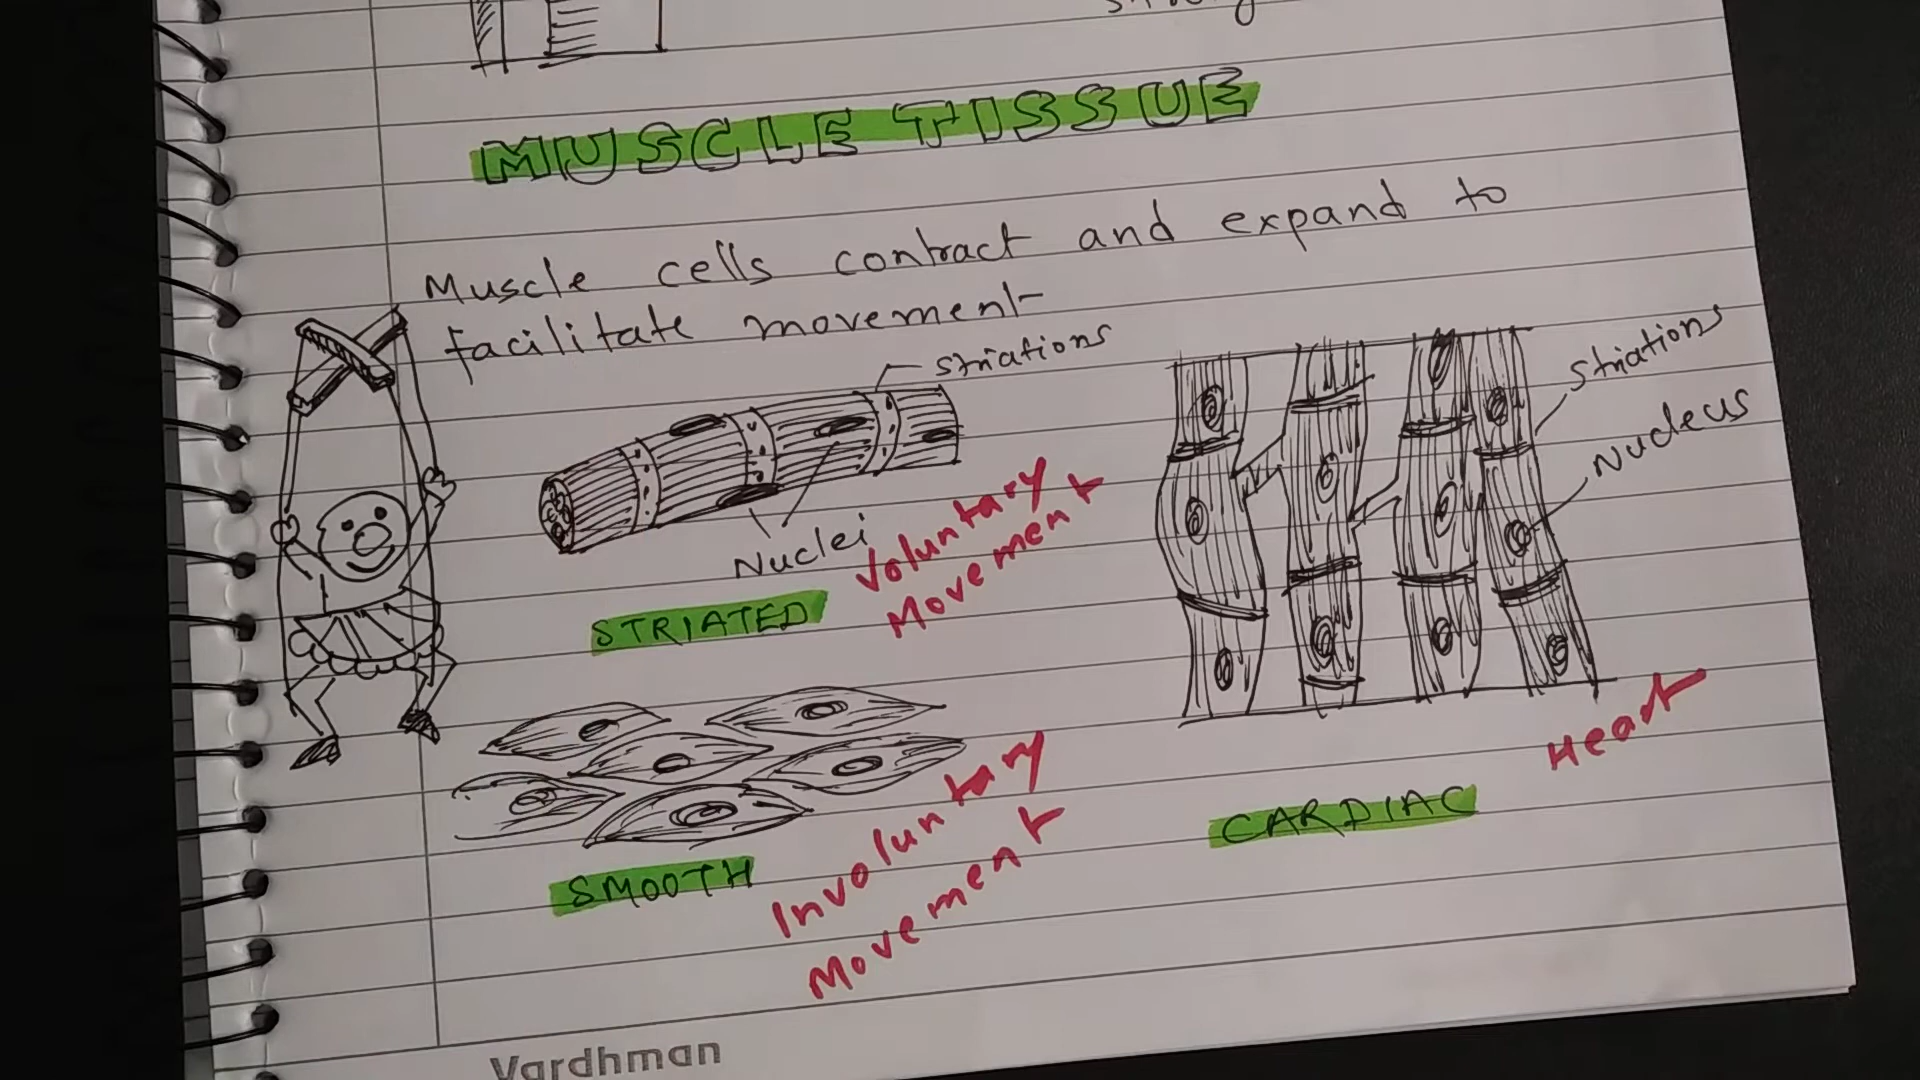 MUSCLE TISSUE
Muscle cells contract and expand to
facilitate movement
striations
Nuclei
Voluntary
Movement
STRIATED
striations
Nucleus
Heart
CARDIAC
Involuntary
Movement
SMOOTH
Vardhman